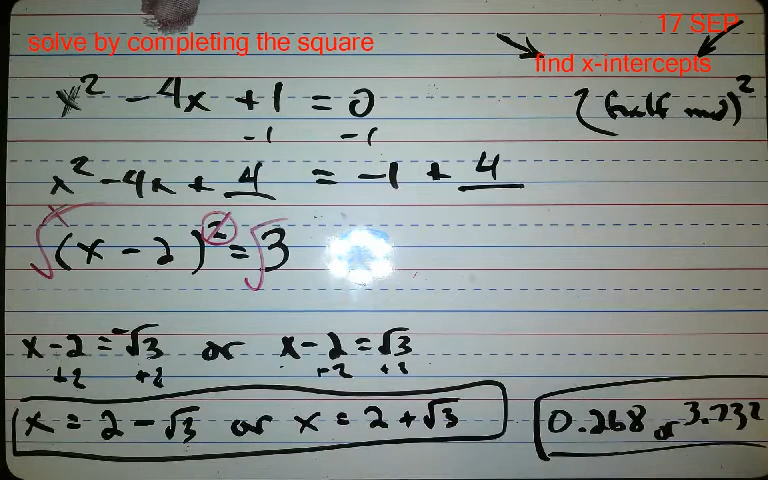 17 SEP
solve by completing the square
find x-intercepts
x² - 4x + 1 = 0
(half mid)²
-1 -1
x² - 4x + 4 = -1 + 4
√(x - 2)² = √3
x - 2 = -√3 or x - 2 = √3
+2 +2 +2 +2
x = 2 - √3 or x = 2 + √3
0.268 or 3.732